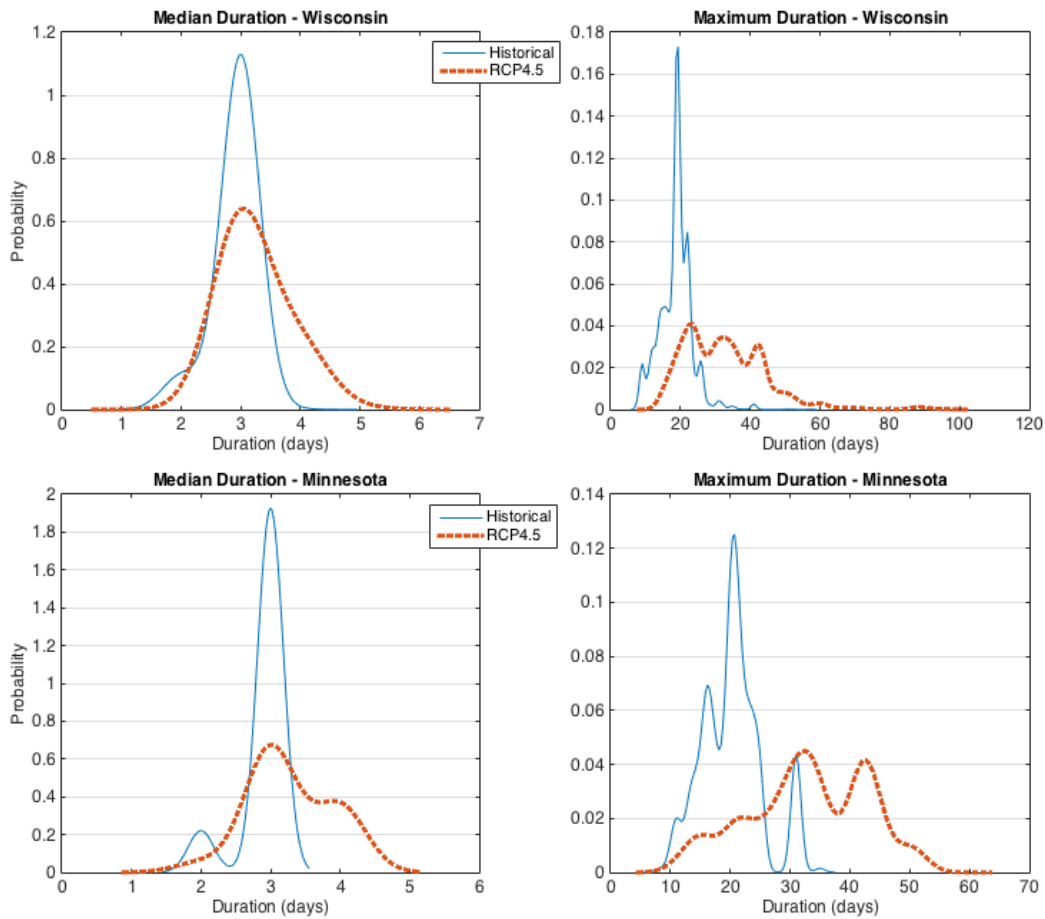 Median Duration - Wisconsin
1.2
1
0.8
0.6
0.4
0.2
0
Probability
0 1 2 3 4 5 6 7
Duration (days)
Historical
RCP4.5
Maximum Duration - Wisconsin
0.18
0.16
0.14
0.12
0.1
0.08
0.06
0.04
0.02
0
0 20 40 60 80 100 120
Duration (days)
Median Duration - Minnesota
2
1.8
1.6
1.4
1.2
1
0.8
0.6
0.4
0.2
0
Probability
0 1 2 3 4 5 6
Duration (days)
Historical
RCP4.5
Maximum Duration - Minnesota
0.14
0.12
0.1
0.08
0.06
0.04
0.02
0
0 10 20 30 40 50 60 70
Duration (days)